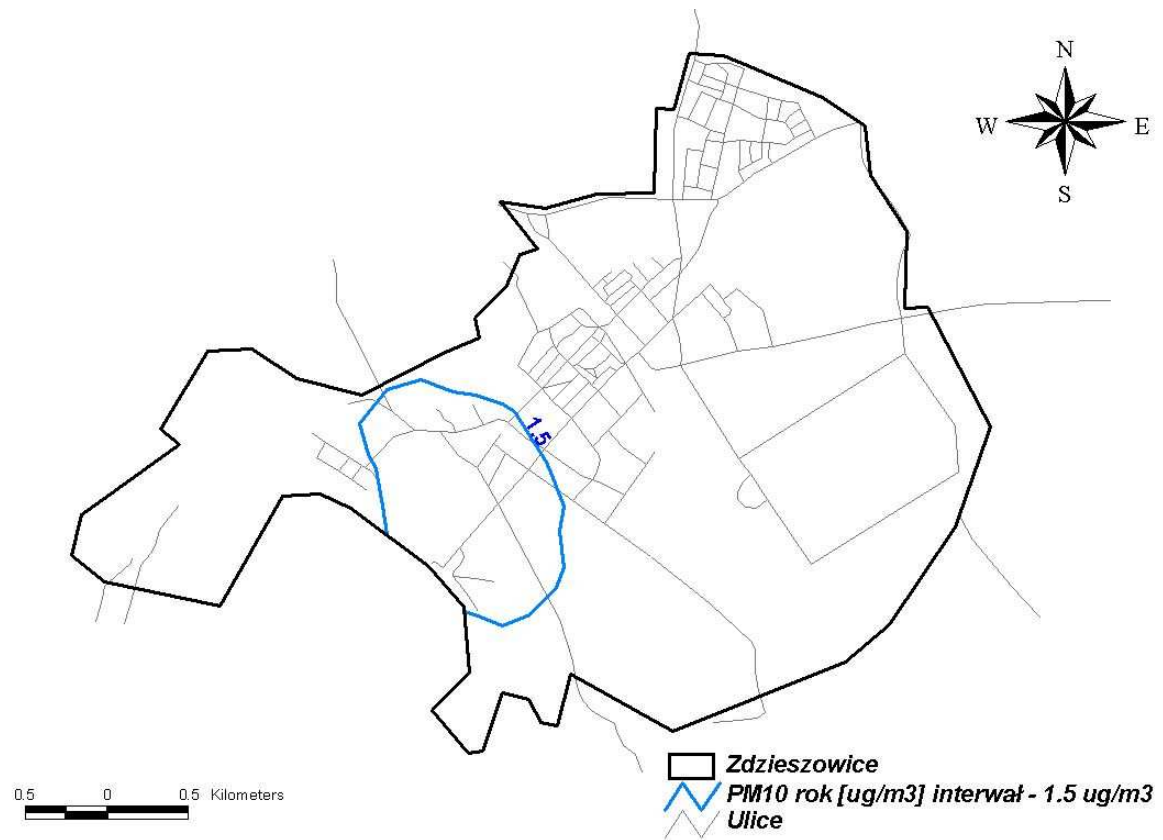 N
W E
S
1.5
0.5 0 0.5 Kilometers
Zdzieszowice
PM10 rok [ug/m3] interwał - 1.5 ug/m3
Ulice